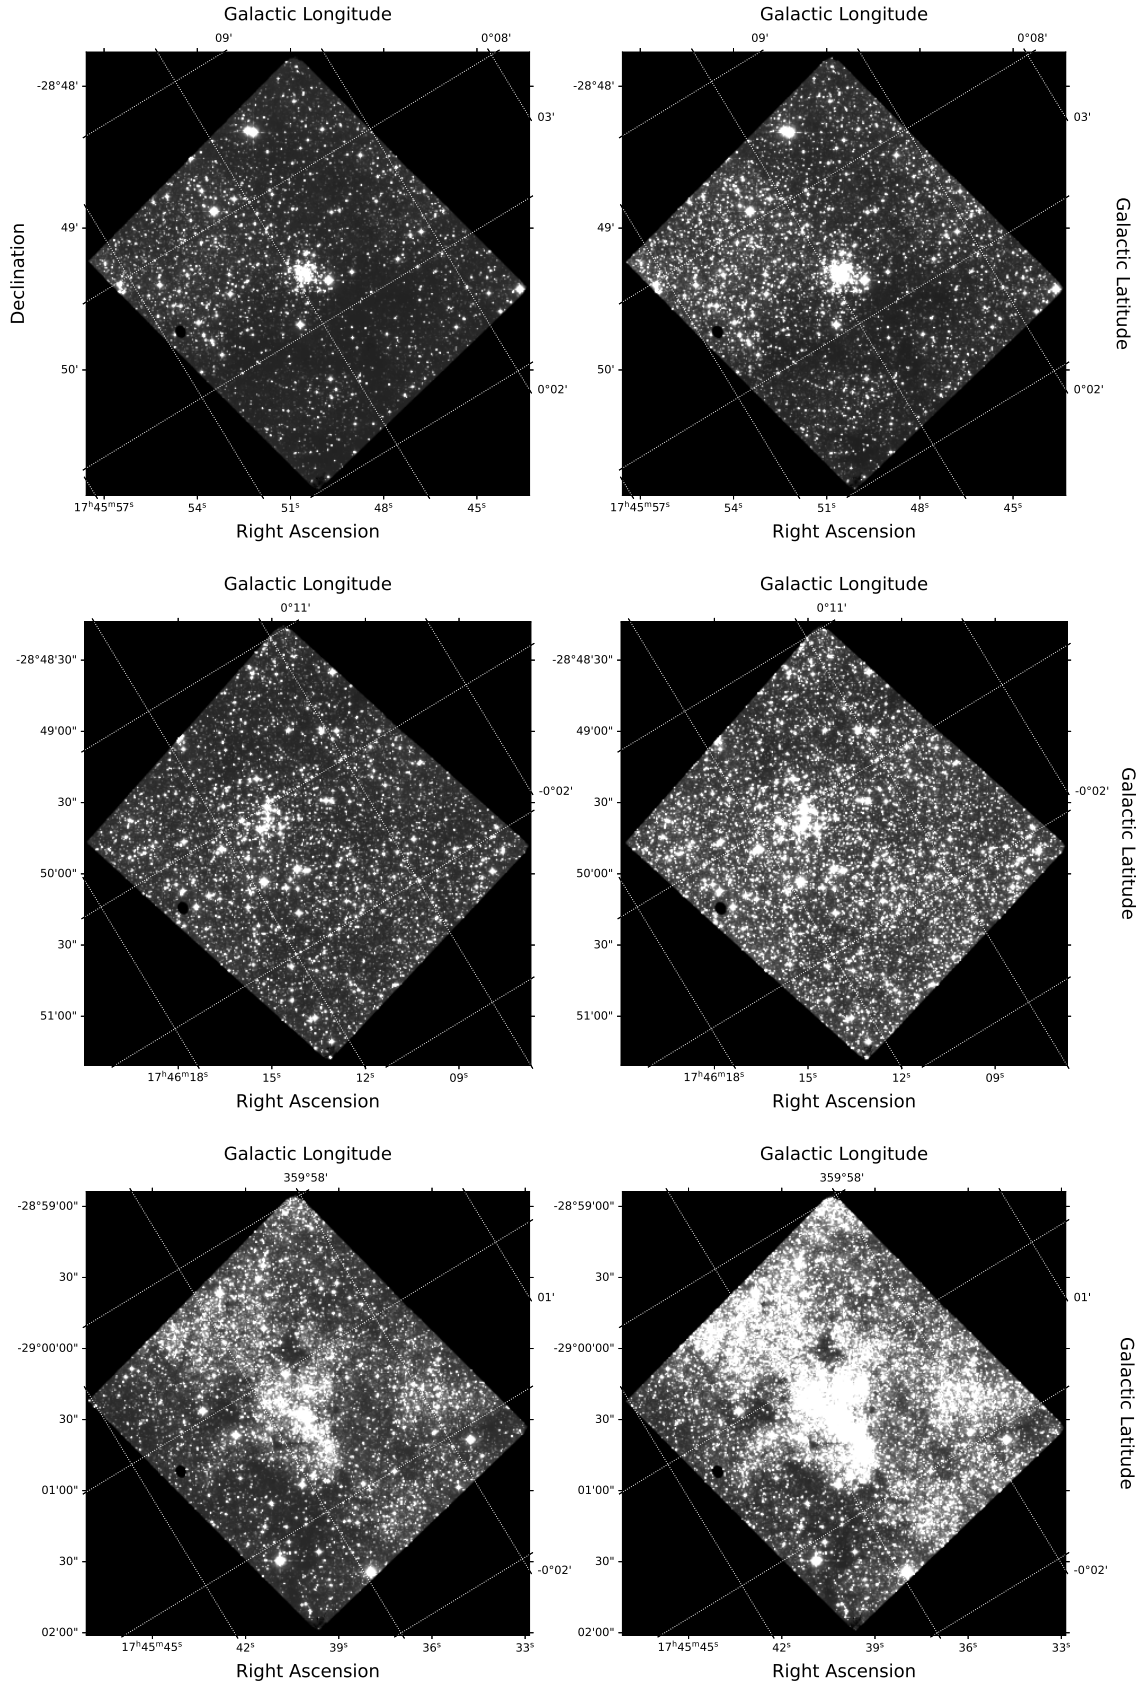 Galactic Longitude Galactic Longitude
09' 0°08' 09' 0°08'
-28°48' -28°48'
03' 03'
49' 49'
Declination Galactic Latitude
50' 50'
0°02' 0°02'
17ʰ45ᵐ57ˢ 54ˢ 51ˢ 48ˢ 45ˢ 17ʰ45ᵐ57ˢ 54ˢ 51ˢ 48ˢ 45ˢ
Right Ascension Right Ascension
Galactic Longitude Galactic Longitude
0°11' 0°11'
-28°48'30" -28°48'30"
49'00" 49'00"
-0°02' -0°02'
30" 30"
Galactic Latitude
50'00" 50'00"
30" 30"
51'00" 51'00"
17ʰ46ᵐ18ˢ 15ˢ 12ˢ 09ˢ 17ʰ46ᵐ18ˢ 15ˢ 12ˢ 09ˢ
Right Ascension Right Ascension
Galactic Longitude Galactic Longitude
359°58' 359°58'
-28°59'00" -28°59'00"
30" 30"
01' 01'
-29°00'00" -29°00'00"
30" 30"
Galactic Latitude
01'00" 01'00"
30" 30"
-0°02' -0°02'
02'00" 02'00"
17ʰ45ᵐ45ˢ 42ˢ 39ˢ 36ˢ 33ˢ 17ʰ45ᵐ45ˢ 42ˢ 39ˢ 36ˢ 33ˢ
Right Ascension Right Ascension